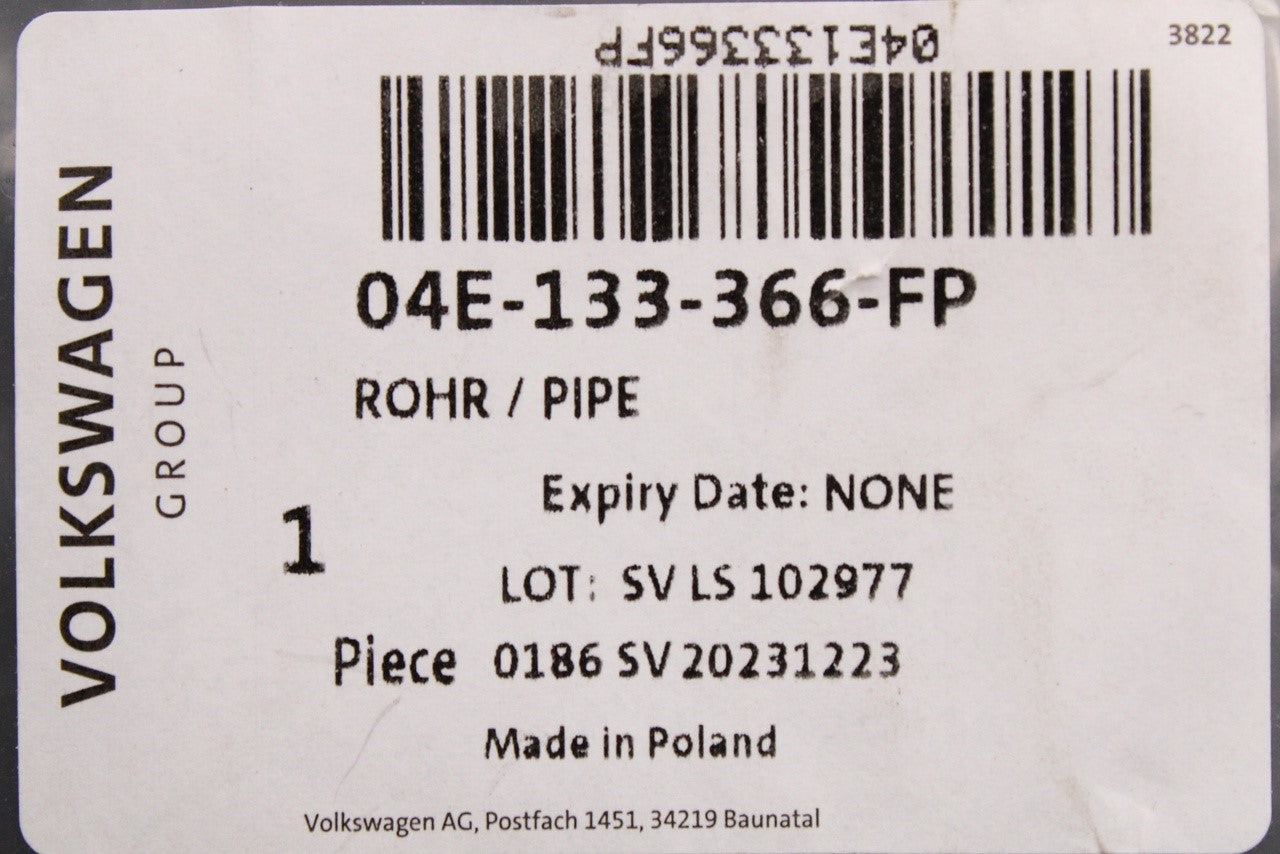 04E133366FP
3822
04E-133-366-FP
ROHR / PIPE
Expiry Date: NONE
1
LOT: SV LS 102977
Piece 0186 SV 20231223
Made in Poland
Volkswagen AG, Postfach 1451, 34219 Baunatal
VOLKSWAGEN
GROUP